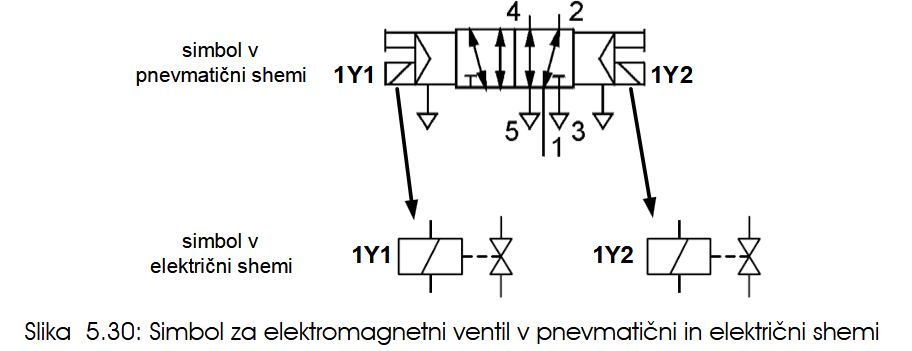 4 2
simbol v
pnevmatični shemi
1Y1
1Y2
5
1
3
simbol v
električni shemi
1Y1
1Y2
Slika 5.30: Simbol za elektromagnetni ventil v pnevmatični in električni shemi